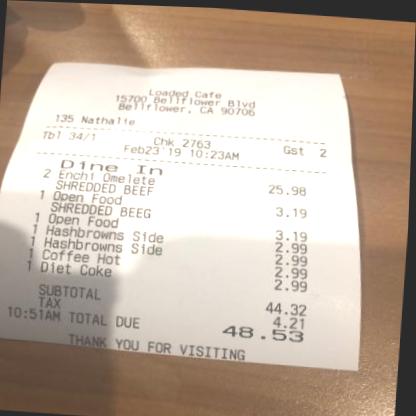 Loaded Cafe
15700 Bellflower Blvd
Bellflower, CA 90706
135 Nathalie
Tbl 34/1 Chk 2763 Gst 2
Feb23'19 10:23AM
Dine In
2 Enchi Omelete 25.98
SHREDDED BEEF
1 Open Food 3.19
SHREDDED BEEG
1 Open Food 3.19
1 Hashbrowns Side 2.99
1 Hashbrowns Side 2.99
1 Coffee Hot 2.99
1 Diet Coke 2.99
SUBTOTAL 44.32
TAX 4.21
10:51AM TOTAL DUE 48.53
THANK YOU FOR VISITING